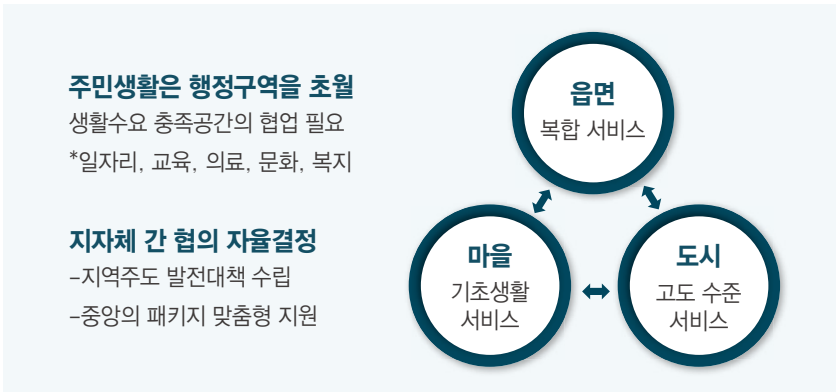 주민생활은 행정구역을 초월
생활수요 충족공간의 협업 필요
*일자리, 교육, 의료, 문화, 복지
지자체 간 협의 자율결정
-지역주도 발전대책 수립
-중앙의 패키지 맞춤형 지원
읍면
복합 서비스
마을
기초생활
서비스
도시
고도 수준
서비스